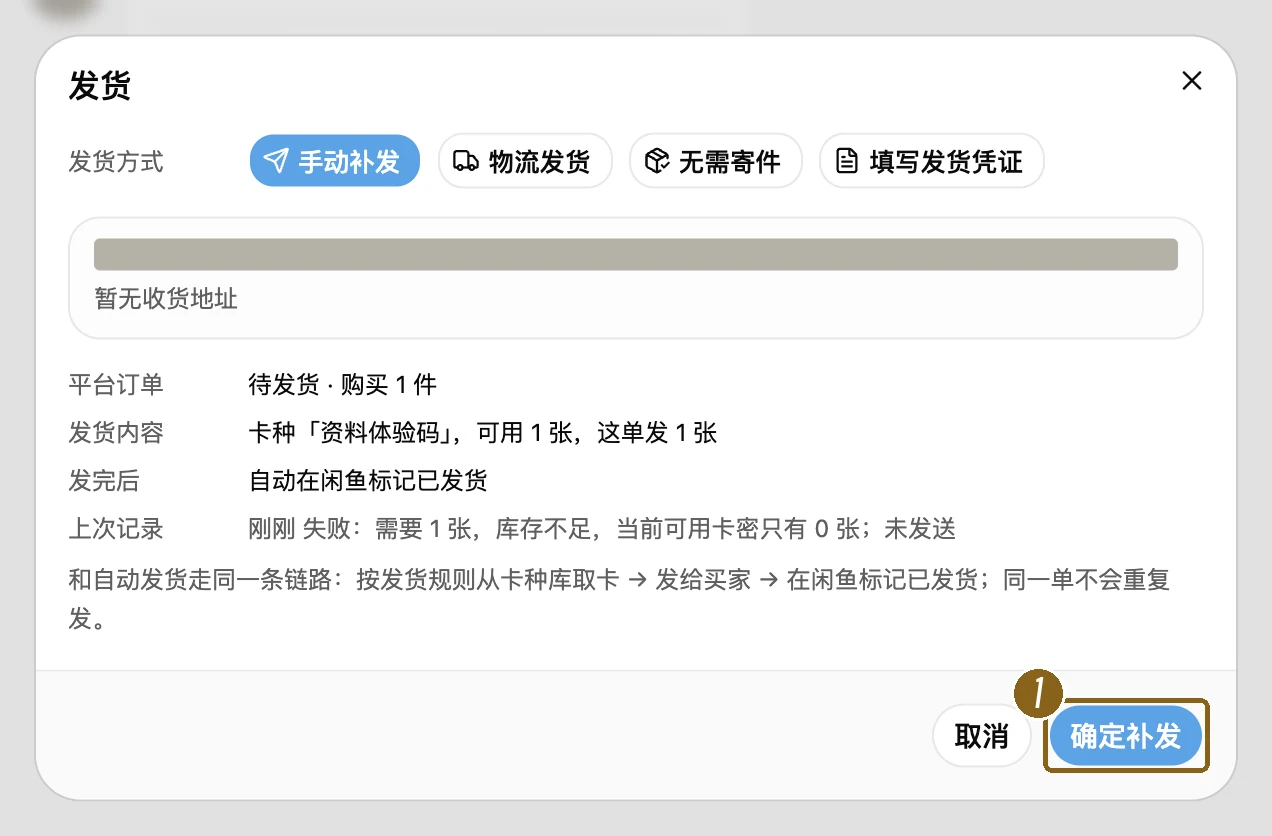 发货
发货方式 手动补发 物流发货 无需寄件 填写发货凭证
暂无收货地址
平台订单 待发货 · 购买 1 件
发货内容 卡种「资料体验码」，可用 1 张，这单发 1 张
发完后 自动在闲鱼标记已发货
上次记录 刚刚 失败：需要 1 张，库存不足，当前可用卡密只有 0 张；未发送
和自动发货走同一条链路：按发货规则从卡种库取卡 → 发给买家 → 在闲鱼标记已发货；同一单不会重复
发。
1
取消 确定补发